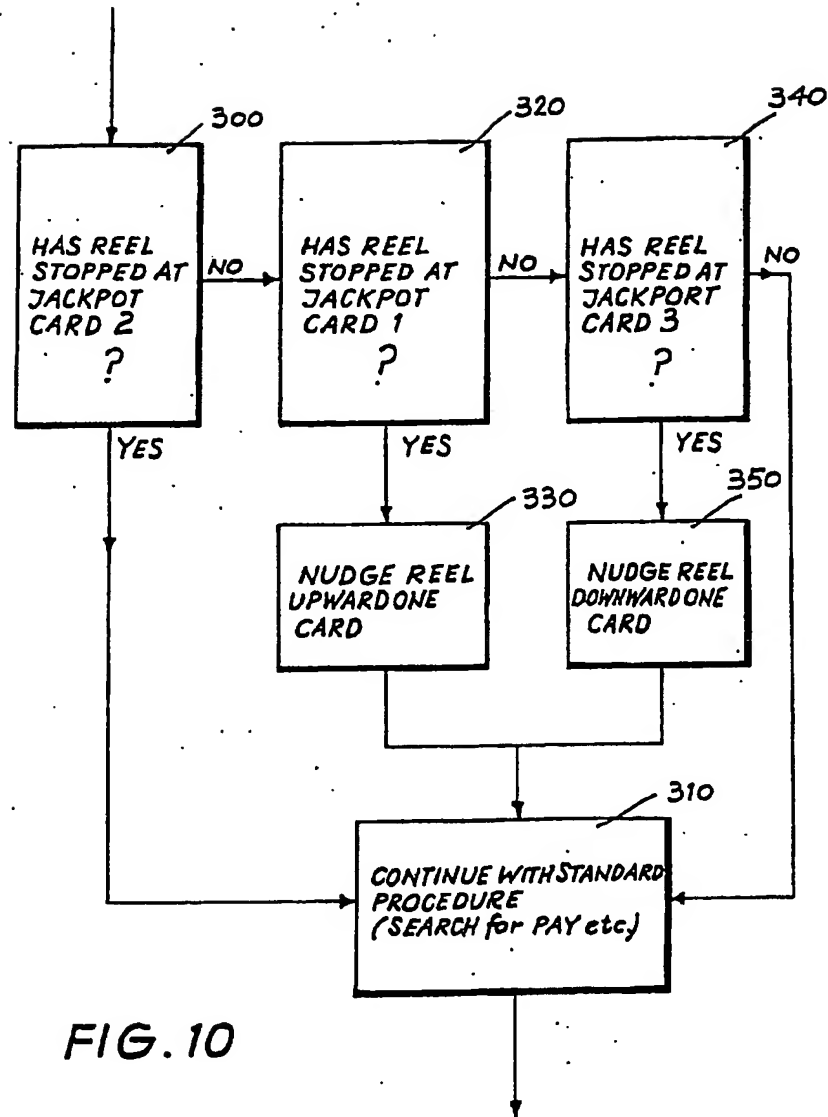 300
320
340
HAS REEL
STOPPED AT
JACKPOT
CARD 2
?
NO
HAS REEL
STOPPED AT
JACKPOT
CARD 1
?
NO
HAS REEL
STOPPED AT
JACKPORT
CARD 3
?
NO
YES
YES
YES
330
350
NUDGE REEL
UPWARD ONE
CARD
NUDGE REEL
DOWNWARD ONE
CARD
310
CONTINUE WITH STANDARD
PROCEDURE
(SEARCH for PAY etc,)
FIG. 10